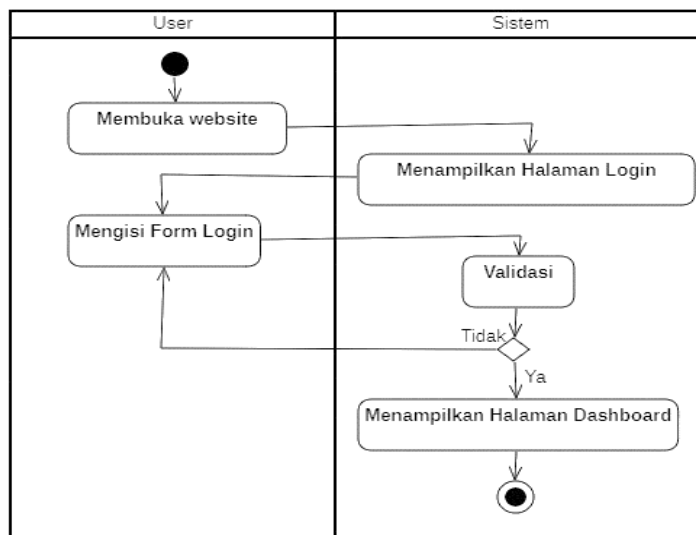 User
Sistem
Membuka website
Menampilkan Halaman Login
Mengisi Form Login
Validasi
Tidak
Ya
Menampilkan Halaman Dashboard